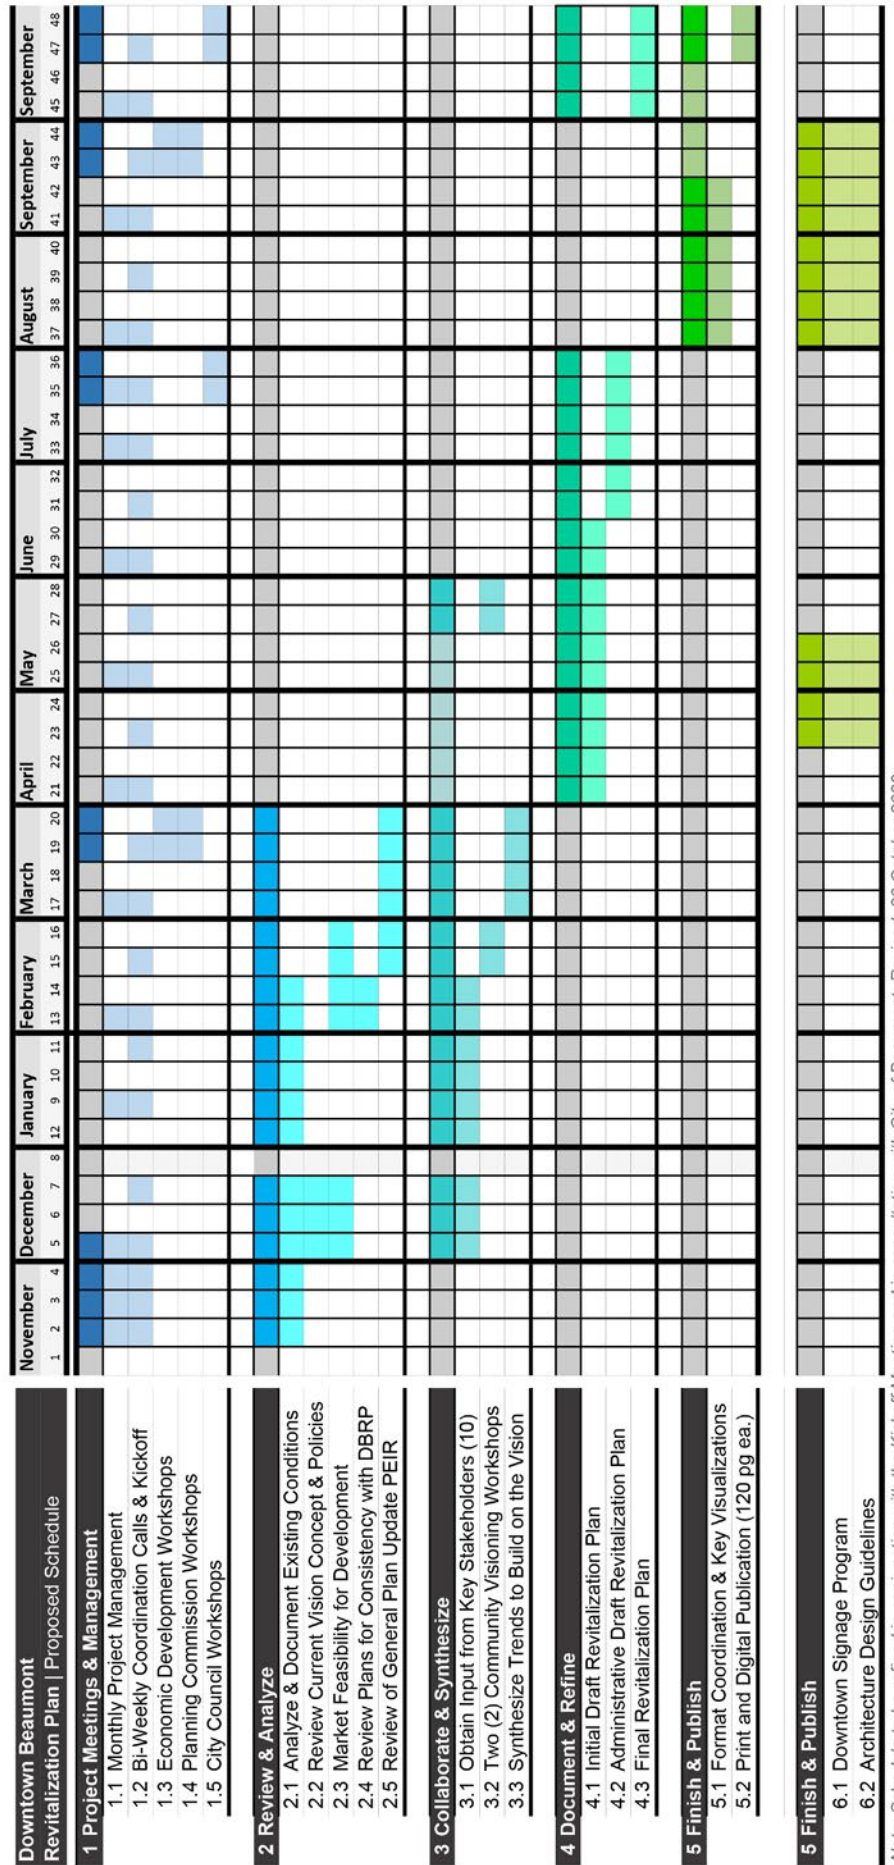 Downtown Beaumont
Revitalization Plan | Proposed Schedule
November December January February March April May June July August September September
1 2 3 4 5 6 7 8 12 9 10 11 13 14 15 16 17 18 19 20 21 22 23 24 25 26 27 28 29 30 31 32 33 34 35 36 37 38 39 40 41 42 43 44 45 46 47 48
1 Project Meetings & Management
1.1 Monthly Project Management
1.2 Bi-Weekly Coordination Calls & Kickoff
1.3 Economic Development Workshops
1.4 Planning Commission Workshops
1.5 City Council Workshops
2 Review & Analyze
2.1 Analyze & Document Existing Conditions
2.2 Review Current Vision Concept & Policies
2.3 Market Feasibility for Development
2.4 Review Plans for Consistency with DBRP
2.5 Review of General Plan Update PEIR
3 Collaborate & Synthesize
3.1 Obtain Input from Key Stakeholders (10)
3.2 Two (2) Community Visioning Workshops
3.3 Synthesize Trends to Build on the Vision
4 Document & Refine
4.1 Initial Draft Revitalization Plan
4.2 Administrative Draft Revitalization Plan
4.3 Final Revitalization Plan
5 Finish & Publish
5.1 Format Coordination & Key Visualizations
5.2 Print and Digital Publication (120 pg ea.)
5 Finish & Publish
6.1 Downtown Signage Program
6.2 Architecture Design Guidelines